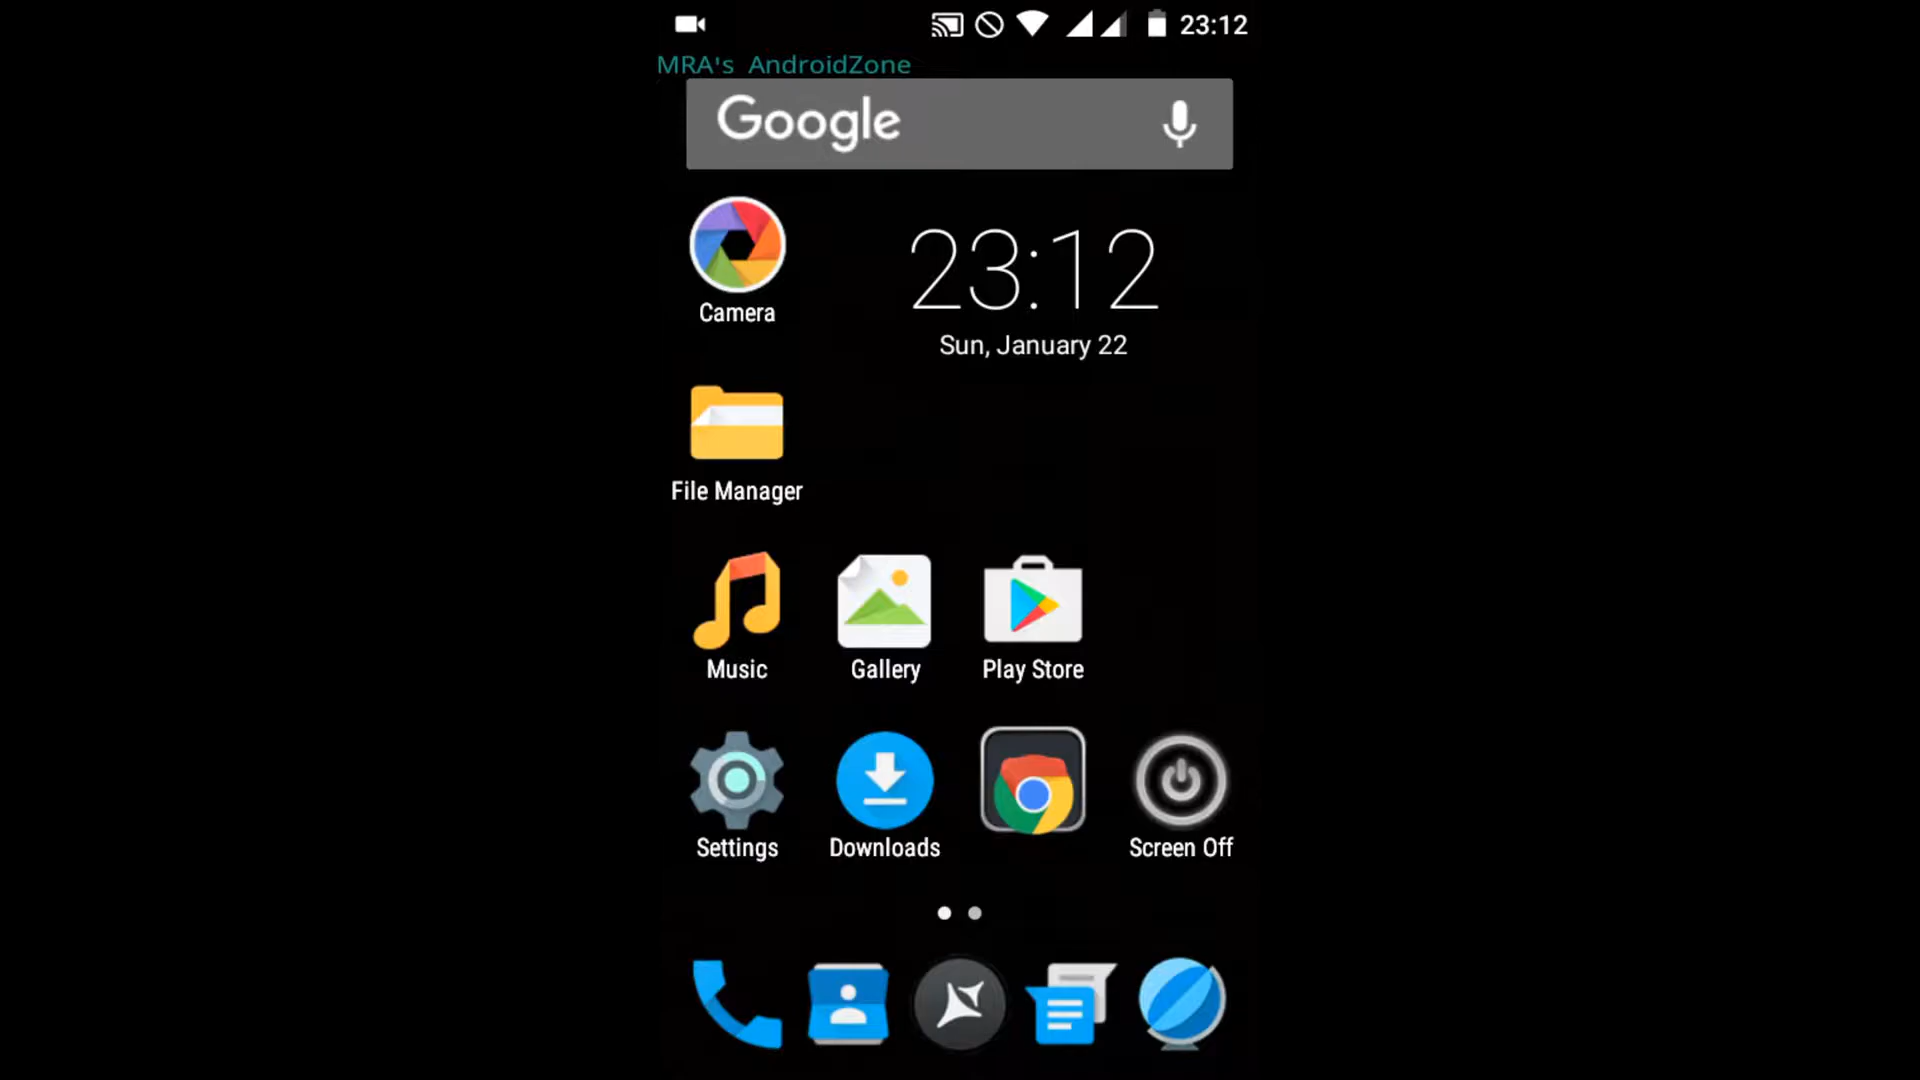 23:12
MRA's AndroidZone
Google
23:12
Sun, January 22
Camera
File Manager
Music Gallery Play Store
Settings Downloads Screen Off